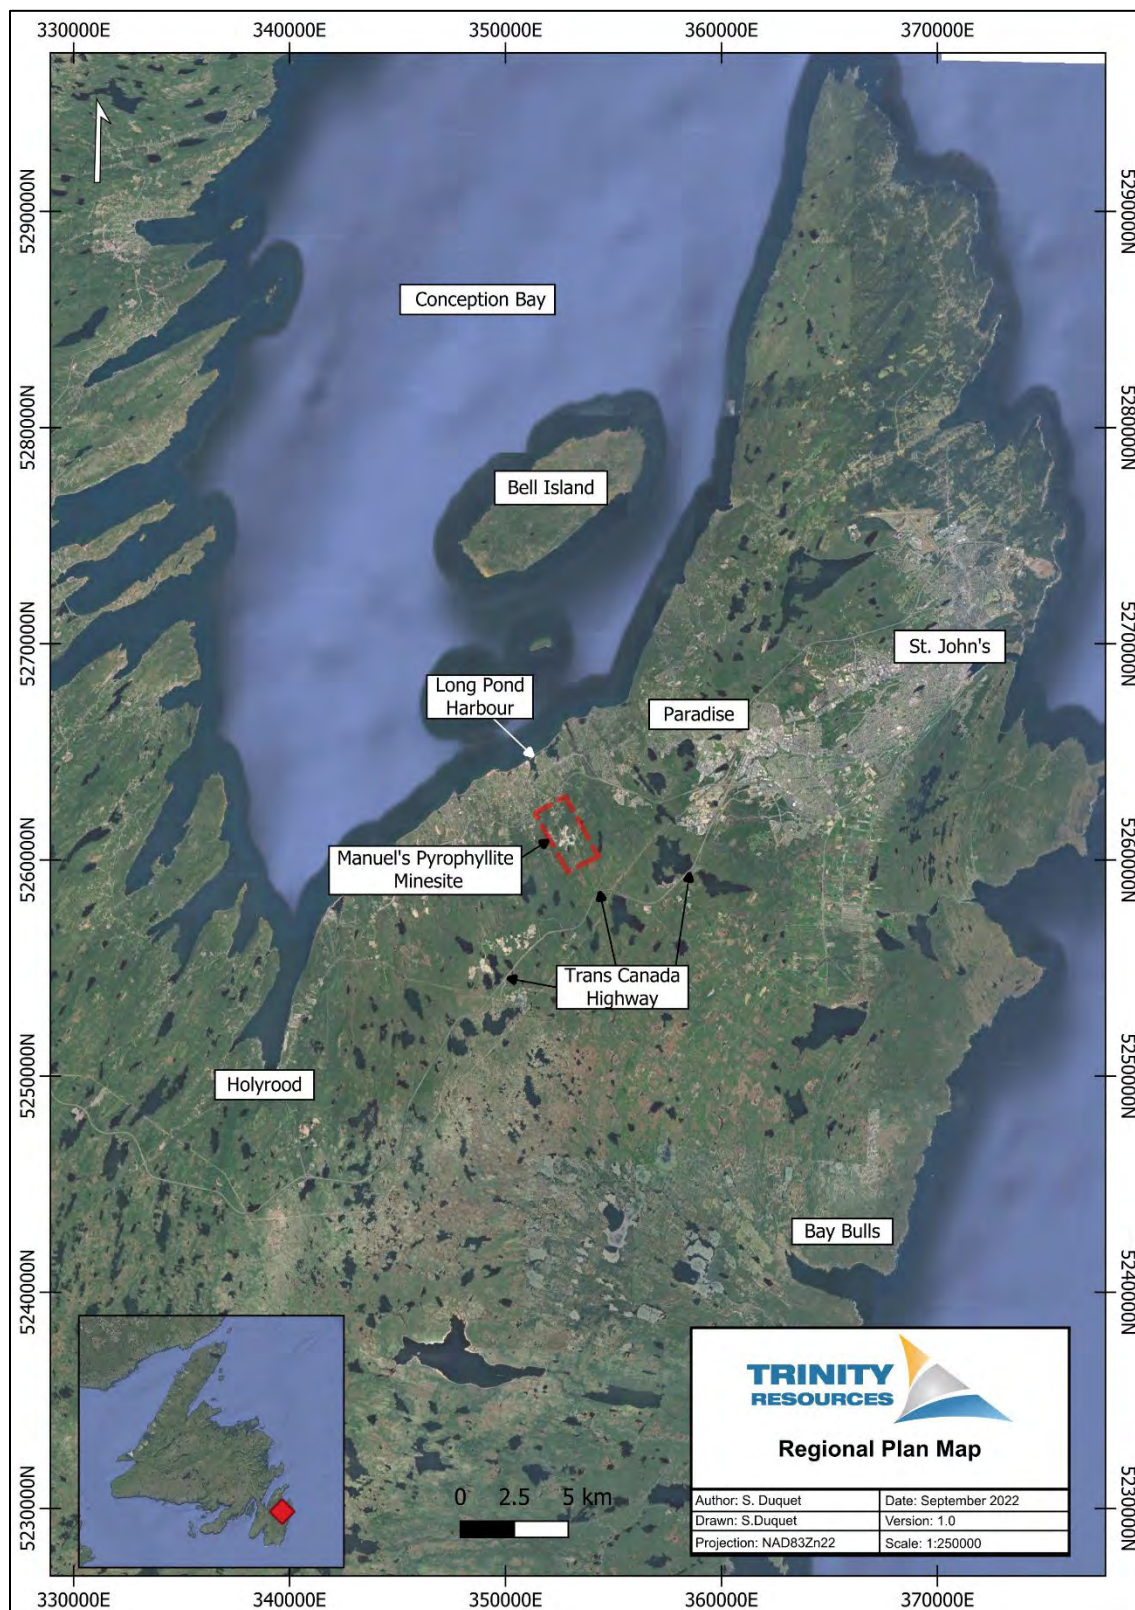 330000E 340000E 350000E 360000E 370000E
5290000N 5290000N
Conception Bay
5280000N 5280000N
Bell Island
5270000N 5270000N
St. John's
Long Pond
Harbour
Paradise
Manuel's Pyrophyllite
Minesite
5260000N 5260000N
Trans Canada
Highway
5250000N 5250000N
Holyrood
Bay Bulls
5240000N 5240000N
TRINITY
RESOURCES
Regional Plan Map
0 2.5 5 km
5230000N 5230000N
Author: S. Duquet Date: September 2022
Drawn: S.Duquet Version: 1.0
Projection: NAD83Zn22 Scale: 1:250000
330000E 340000E 350000E 360000E 370000E